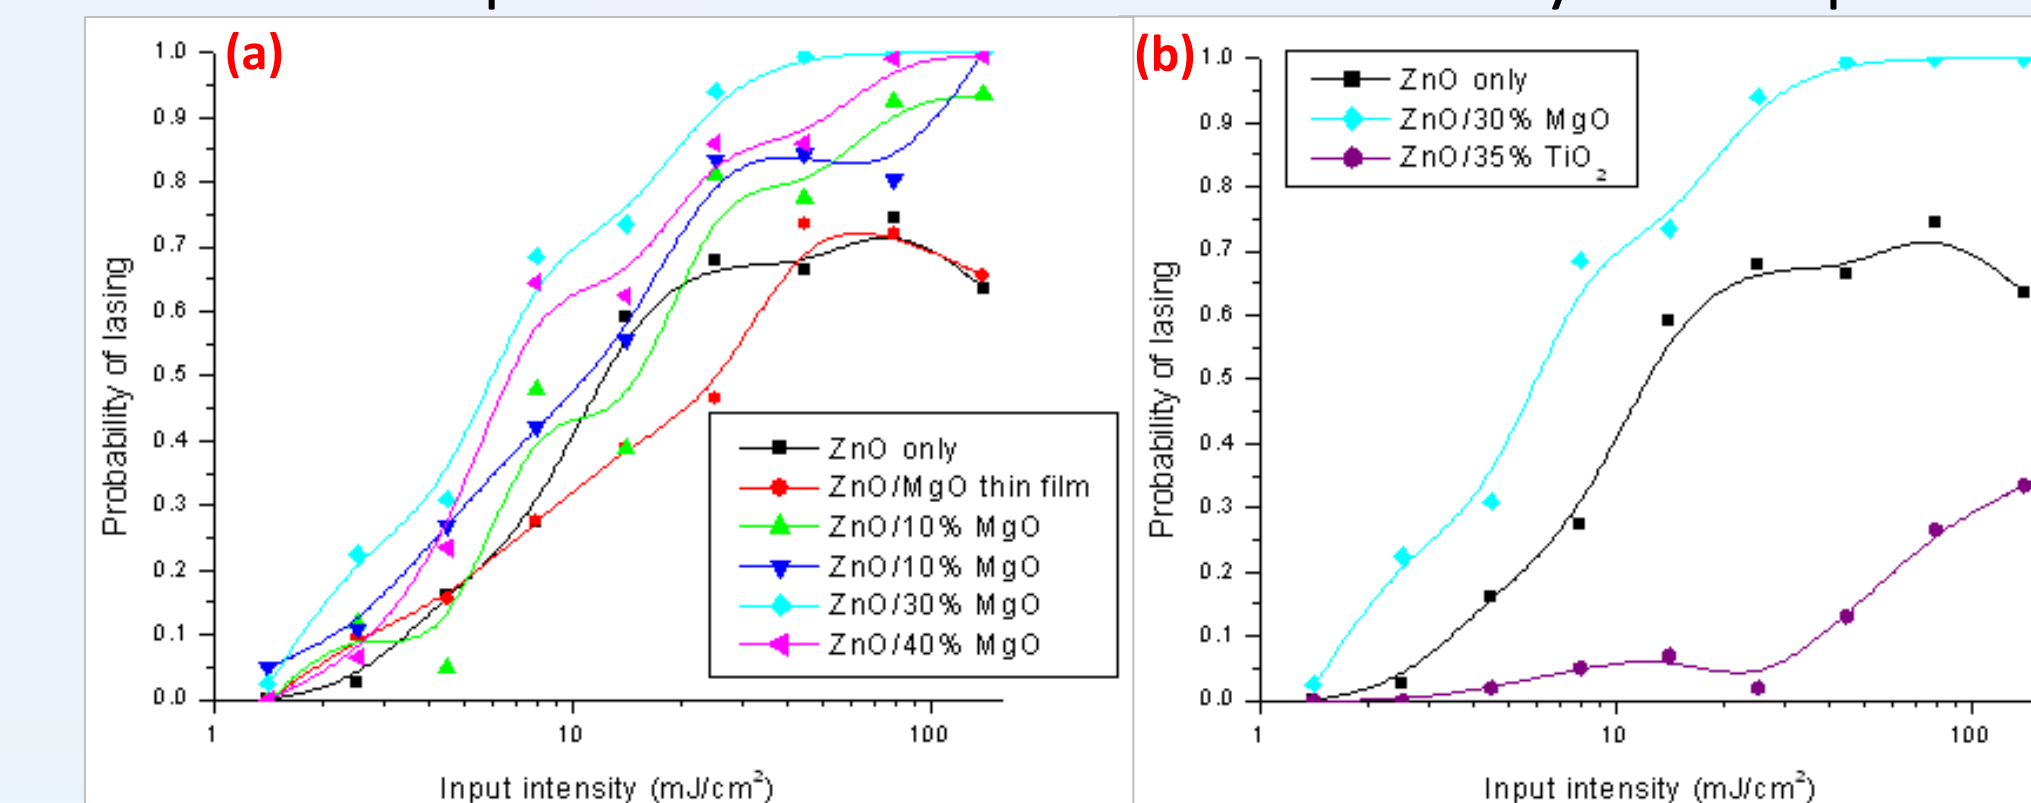 (a)
1.0
0.9
0.8
0.7
0.6
0.5
0.4
0.3
0.2
0.1
0.0
Probability of lasing
1 10 100
Input intensity (mJ/cm²)
ZnO only
ZnO/MgO thin film
ZnO/10% MgO
ZnO/10% MgO
ZnO/30% MgO
ZnO/40% MgO
(b)
1.0
0.9
0.8
0.7
0.6
0.5
0.4
0.3
0.2
0.1
0.0
Probability of lasing
1 10 100
Input intensity (mJ/cm²)
ZnO only
ZnO/30% MgO
ZnO/35% TiO₂